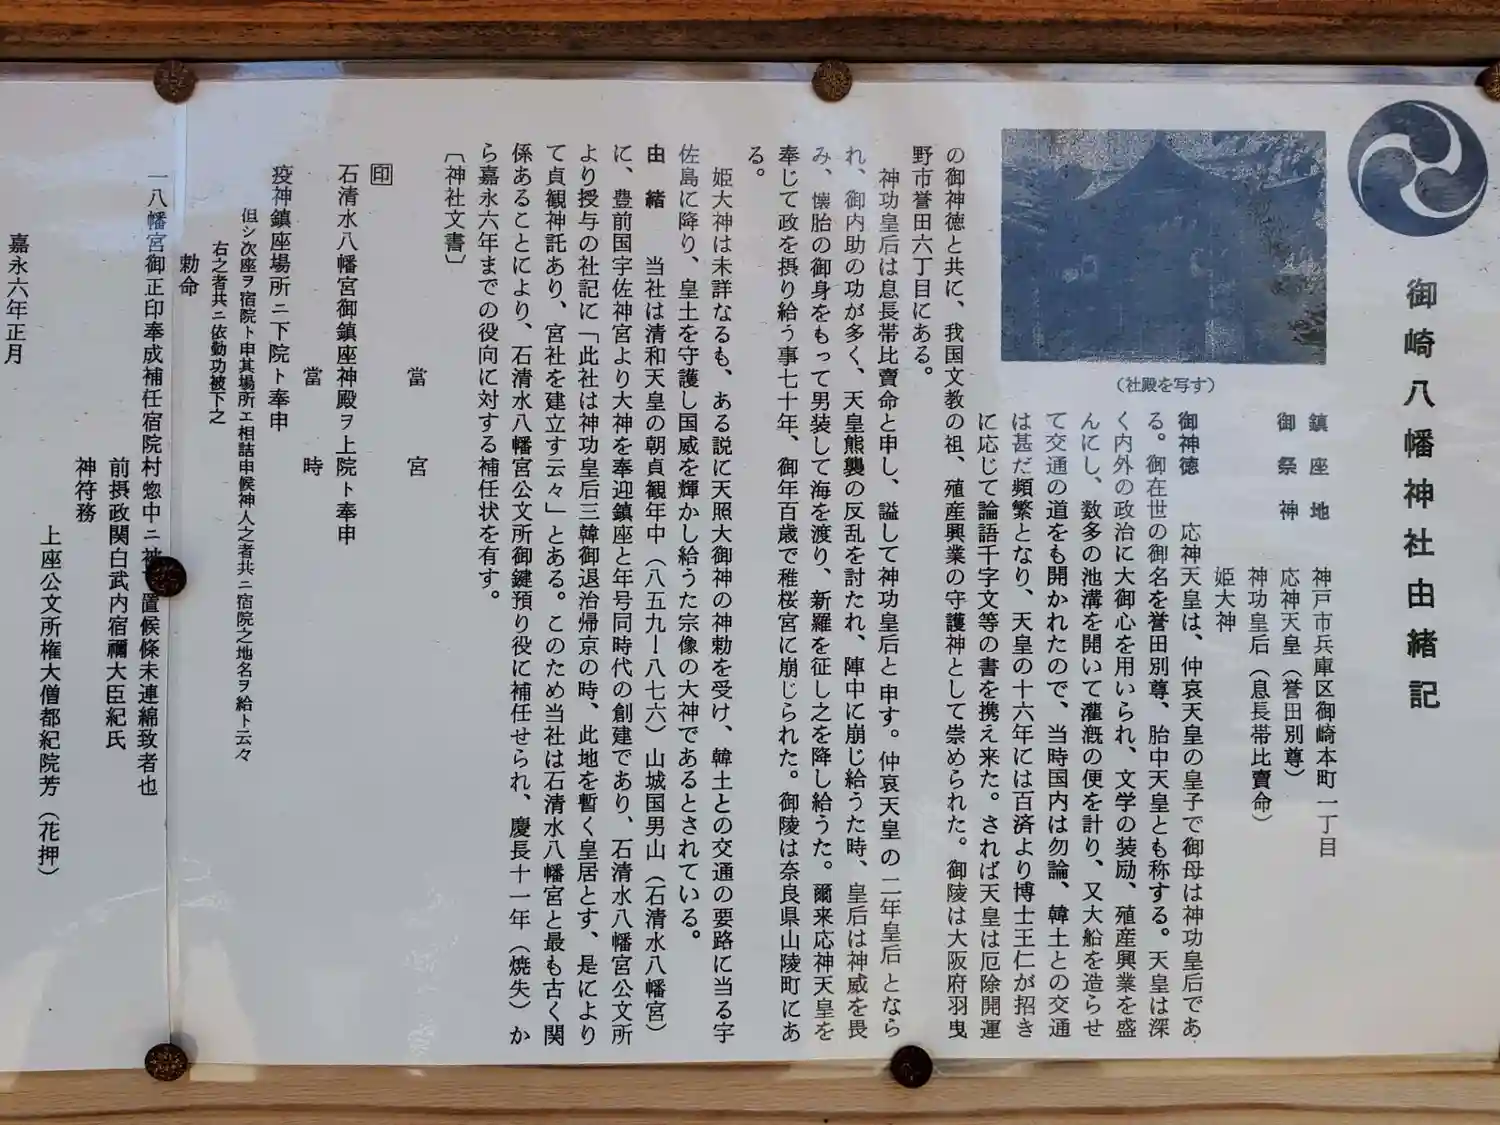 御崎八幡神社由緒記
鎮座地　神戸市兵庫区御崎本町一丁目
御祭神　応神天皇（誉田別尊）
神功皇后（息長帯比賣命）
姫大神
（社殿を写す）
御神徳　応神天皇は、仲哀天皇の皇子で御母は神功皇后であ
る。御在世の御名を誉田別尊、胎中天皇とも称する。天皇は深
く内外の政治に大御心を用いられ、文学の装励、殖産興業を盛
んにし、数多の池溝を開いて灌漑の便を計り、又大船を造らせ
て交通の道をも開かれたので、当時国内は勿論、韓土との交通
は甚だ頻繁となり、天皇の十六年には百済より博士王仁が招き
に応じて論語千字文等の書を携え来た。されば天皇は厄除開運
の御神徳と共に、我国文教の祖、殖産興業の守護神として崇められた。御陵は大阪府羽曳
野市誉田六丁目にある。
神功皇后は息長帯比賣命と申し、謚して神功皇后と申す。仲哀天皇の二年皇后となら
れ、御内助の功が多く、天皇熊襲の反乱を討たれ、陣中に崩じ給うた時、皇后は神威を畏
み、懐胎の御身をもって男装して海を渡り、新羅を征し之を降し給うた。爾来応神天皇を
奉じて政を摂り給う事七十年、御年百歳で稚桜宮に崩じられた。御陵は奈良県山陵町にあ
る。
姫大神は未詳なるも、ある説に天照大御神の神勅を受け、韓土との交通の要路に当る宇
佐島に降り、皇土を守護し国威を輝かし給うた宗像の大神であるとされている。
由緒　当社は清和天皇の朝貞観年中（八五九ー八七六）山城国男山（石清水八幡宮）
に、豊前国宇佐神宮より大神を奉迎鎮座と年号同時代の創建であり、石清水八幡宮公文所
より授与の社記に「此社は神功皇后三韓御退治帰京の時、此地を暫く皇居とす、是により
て貞観神託あり、宮社を建立す云々」とある。このため当社は石清水八幡宮と最も古く関
係あることにより、石清水八幡宮公文所御鍵預り役に補任せられ、慶長十一年（焼失）か
ら嘉永六年までの役向に対する補任状を有す。
〔神社文書〕
當宮
印
石清水八幡宮御鎮座神殿ヲ上院ト奉申
當時
疫神鎮座場所ニ下院ト奉申
但シ次座ヲ宿院ト申其場所エ相詰申候神人之者共ニ宿院之地名ヲ給ト云々
右之者共ニ依勤功被下之
勅命
一八幡宮御正印奉成補任宿院村惣中ニ被置候條未連綿致者也
前摂政関白武内宿禰大臣紀氏
神符務
上座公文所権大僧都紀院芳（花押）
嘉永六年正月